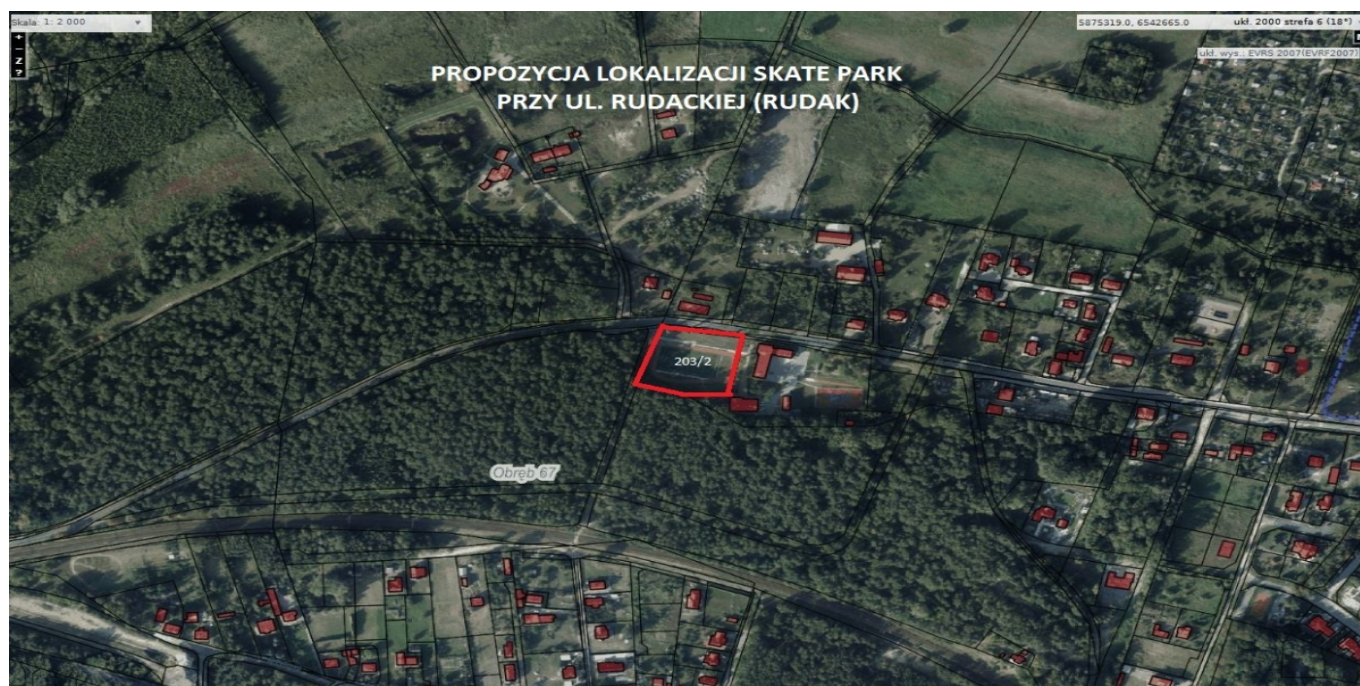 Skala: 1: 2 000
5875319.0, 6542665.0 ukł. 2000 strefa 6 (18°)
+
–
Z
?
ukł. wys.: EVRS 2007(EVRF2007)
PROPOZYCJA LOKALIZACJI SKATE PARK
PRZY UL. RUDACKIEJ (RUDAK)
203/2
Obręb 67